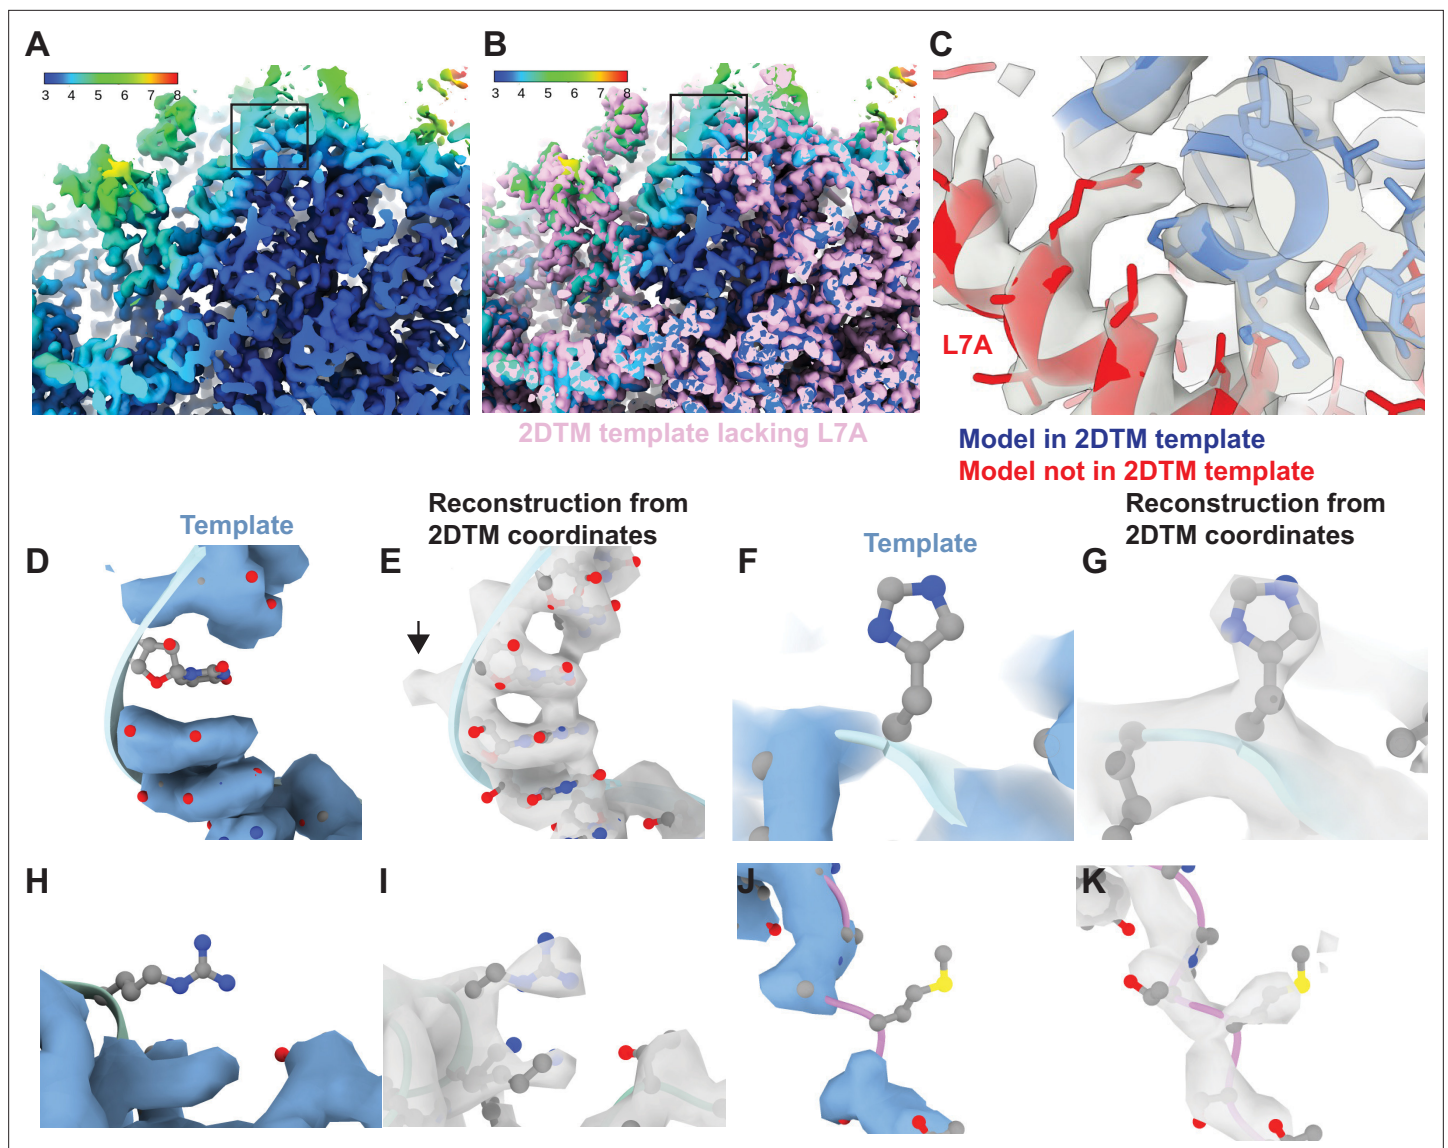 A
B
C
3 4 5 6 7 8
3 4 5 6 7 8
L7A
2DTM template lacking L7A
Model in 2DTM template
Model not in 2DTM template
Template
Reconstruction from
2DTM coordinates
Template
Reconstruction from
2DTM coordinates
D
E
F
G
H
I
J
K